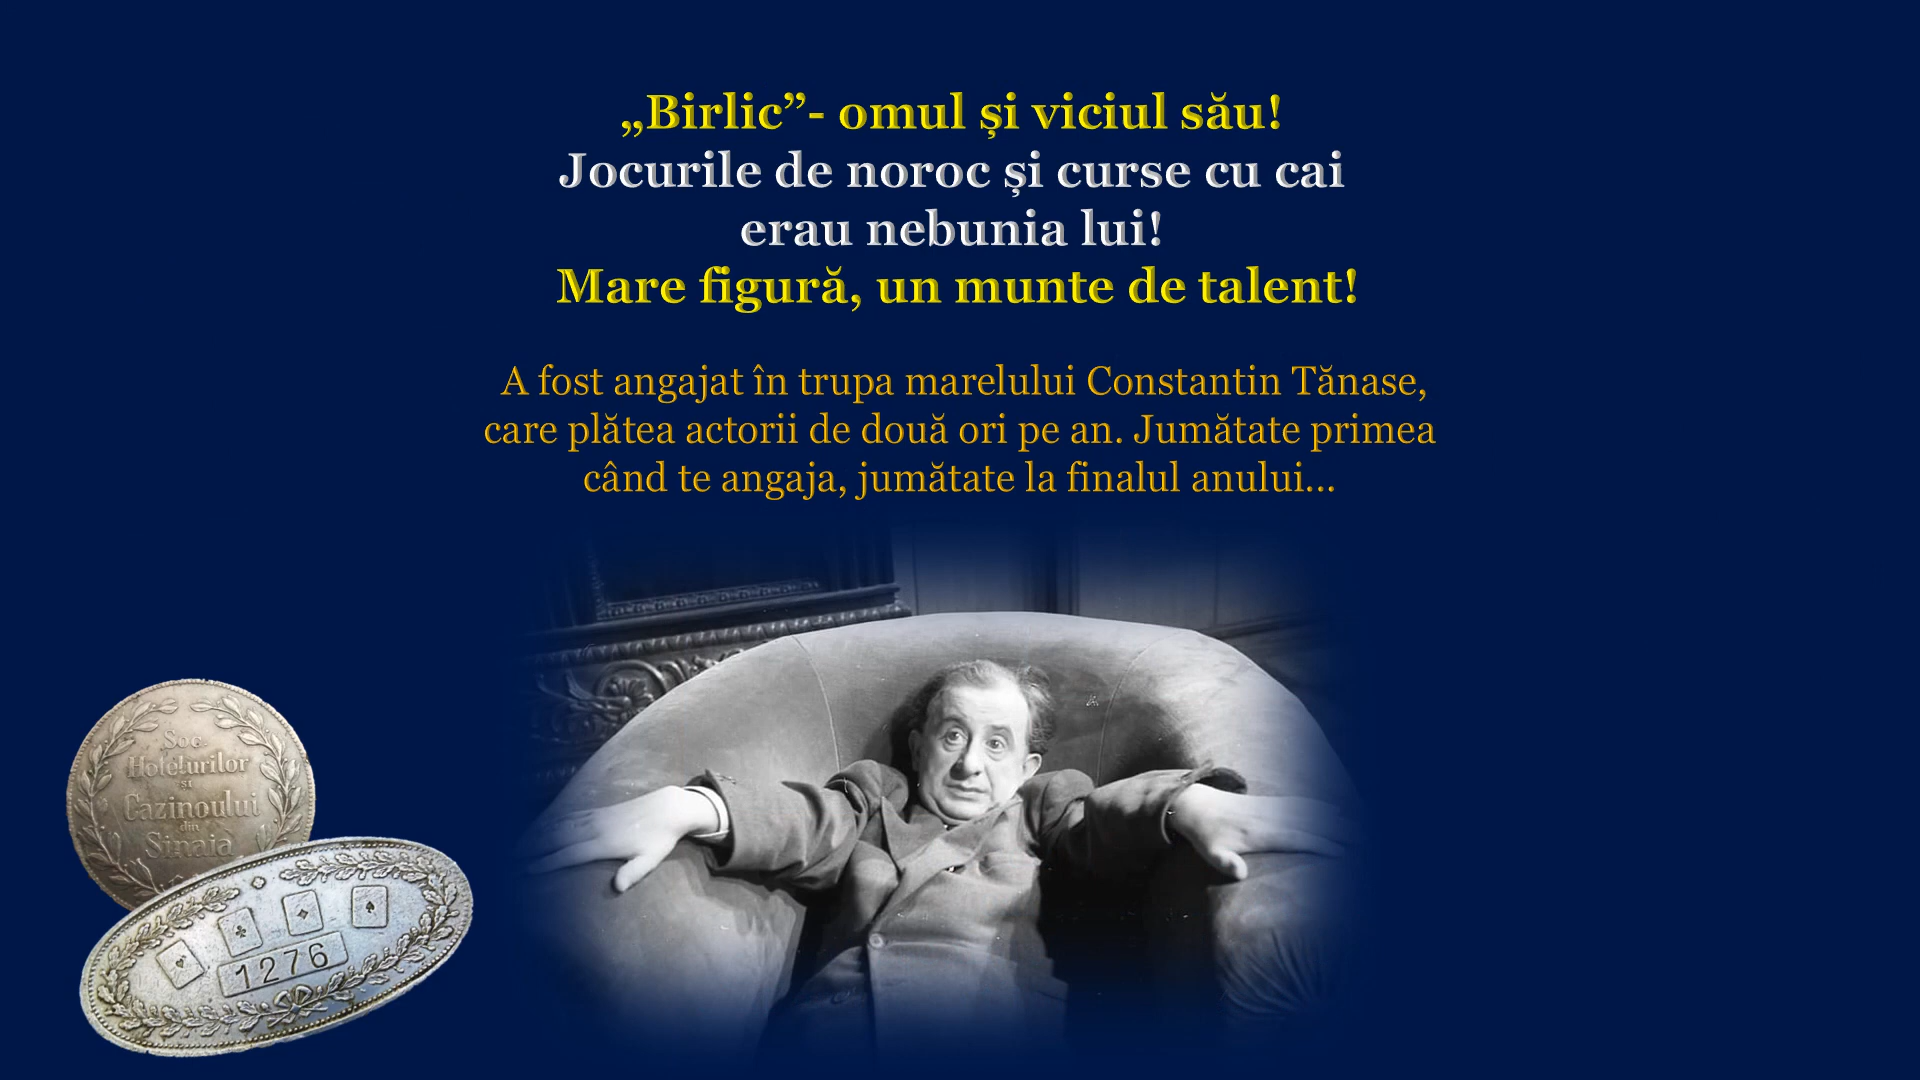 „Birlic”- omul și viciul său!
Jocurile de noroc și curse cu cai
erau nebunia lui!
Mare figură, un munte de talent!
A fost angajat în trupa marelului Constantin Tănase,
care plătea actorii de două ori pe an. Jumătate primea
când te angaja, jumătate la finalul anului...
Soc.
Hotelurilor
și
Cazinoului
din
Sinaia
1276